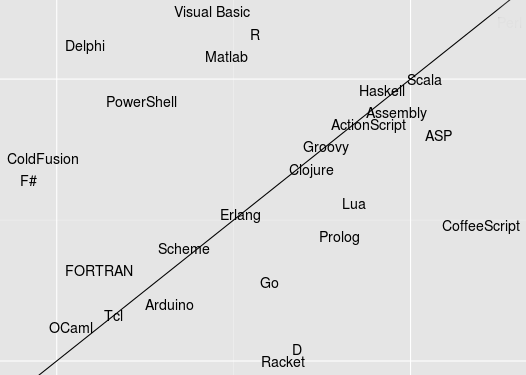 Visual Basic
R
Delphi
Matlab
Scala
Haskell
PowerShell
Assembly
ActionScript
ASP
Groovy
ColdFusion
Clojure
F#
Lua
Erlang
CoffeeScript
Prolog
Scheme
FORTRAN
Go
Arduino
Tcl
OCaml
D
Racket